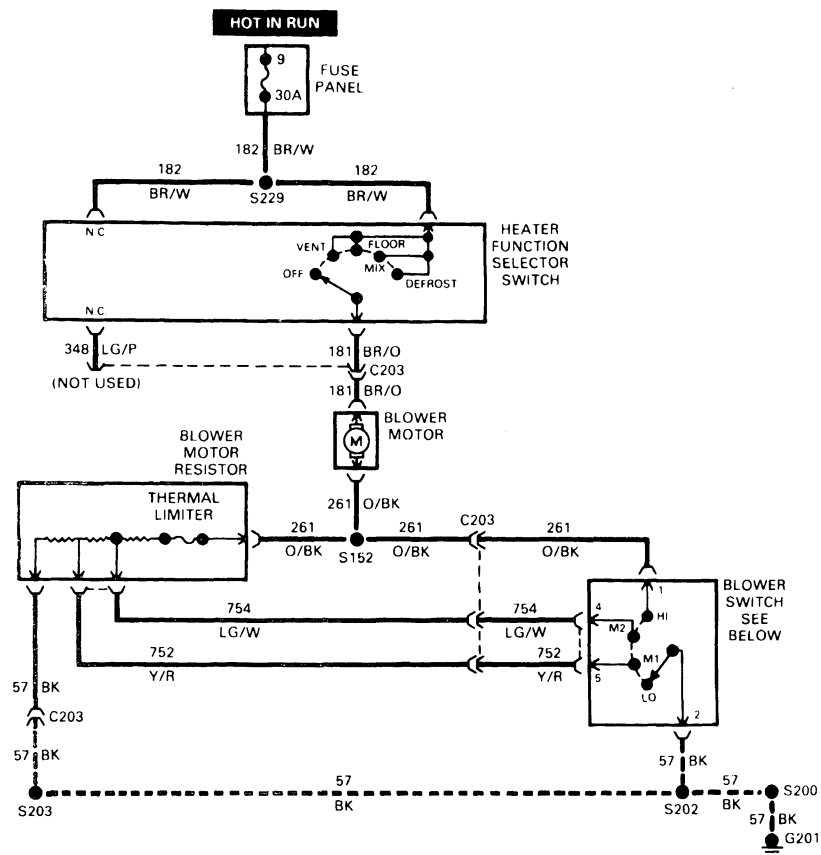 HOT IN RUN
9
30A
FUSE
PANEL
182 BR/W
182
BR/W
182
BR/W
S229
N.C.
HEATER
FUNCTION
SELECTOR
SWITCH
VENT
FLOOR
MIX
OFF
DEFROST
N.C.
348 LG/P
(NOT USED)
181 BR/O
C203
181 BR/O
BLOWER
MOTOR
M
BLOWER
MOTOR
RESISTOR
THERMAL
LIMITER
261 O/BK
261
O/BK
S152
261
O/BK
C203
261
O/BK
BLOWER
SWITCH
SEE
BELOW
1
HI
4
M2
M1
5
LO
2
754
LG/W
754
LG/W
752
Y/R
752
Y/R
57 BK
C203
57 BK
S203
57
BK
57 BK
S202
57
BK
S200
57 BK
G201